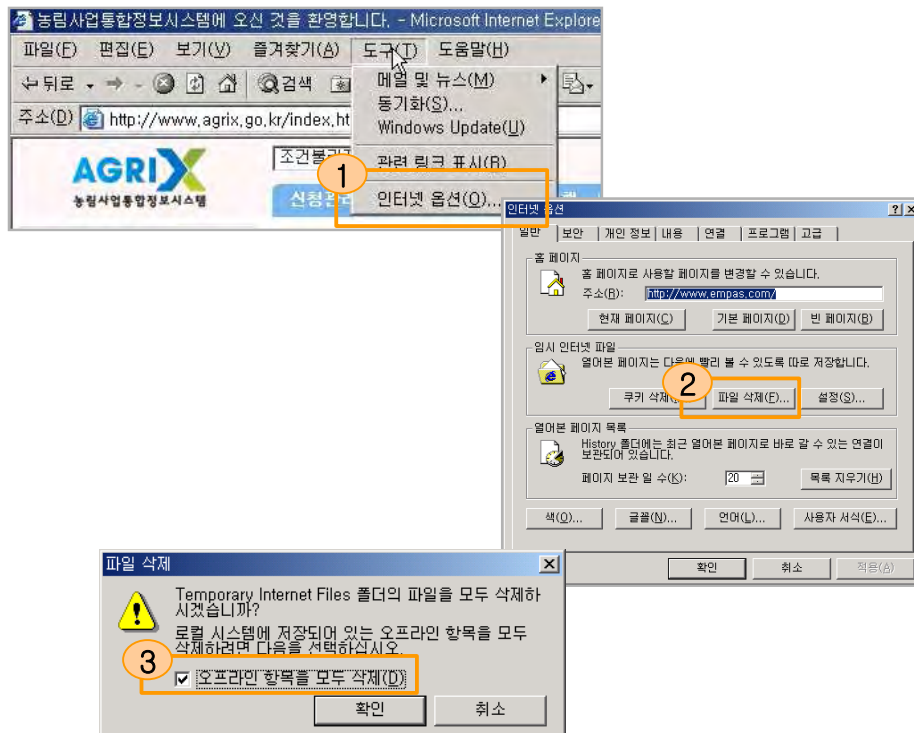 농림사업통합정보시스템에 오신 것을 환영합니다. - Microsoft Internet Explore
파일(F) 편집(E) 보기(V) 즐겨찾기(A) 도구(T) 도움말(H)
뒤로 검색
메일 및 뉴스(M)
동기화(S)...
Windows Update(U)
관련 링크 표시(R)
인터넷 옵션(O)...
주소(D) http://www.agrix.go.kr/index.ht
AGRIX
농림사업통합정보시스템
1
인터넷 옵션
일반 보안 개인 정보 내용 연결 프로그램 고급
홈 페이지
홈 페이지로 사용할 페이지를 변경할 수 있습니다.
주소(R): http://www.empas.com/
현재 페이지(C) 기본 페이지(D) 빈 페이지(B)
임시 인터넷 파일
열어본 페이지는 다음에 빨리 볼 수 있도록 따로 저장합니다.
2
쿠키 삭제 파일 삭제(F)... 설정(S)...
열어본 페이지 목록
History 폴더에는 최근 열어본 페이지로 바로 갈 수 있는 연결이
보관되어 있습니다.
페이지 보관 일 수(K): 20 목록 지우기(H)
색(O)... 글꼴(N)... 언어(L)... 사용자 서식(E)...
확인 취소 적용(A)
파일 삭제
Temporary Internet Files 폴더의 파일을 모두 삭제하
시겠습니까?
로컬 시스템에 저장되어 있는 오프라인 항목을 모두
삭제하려면 다음을 선택하십시오.
3
오프라인 항목을 모두 삭제(D)
확인 취소